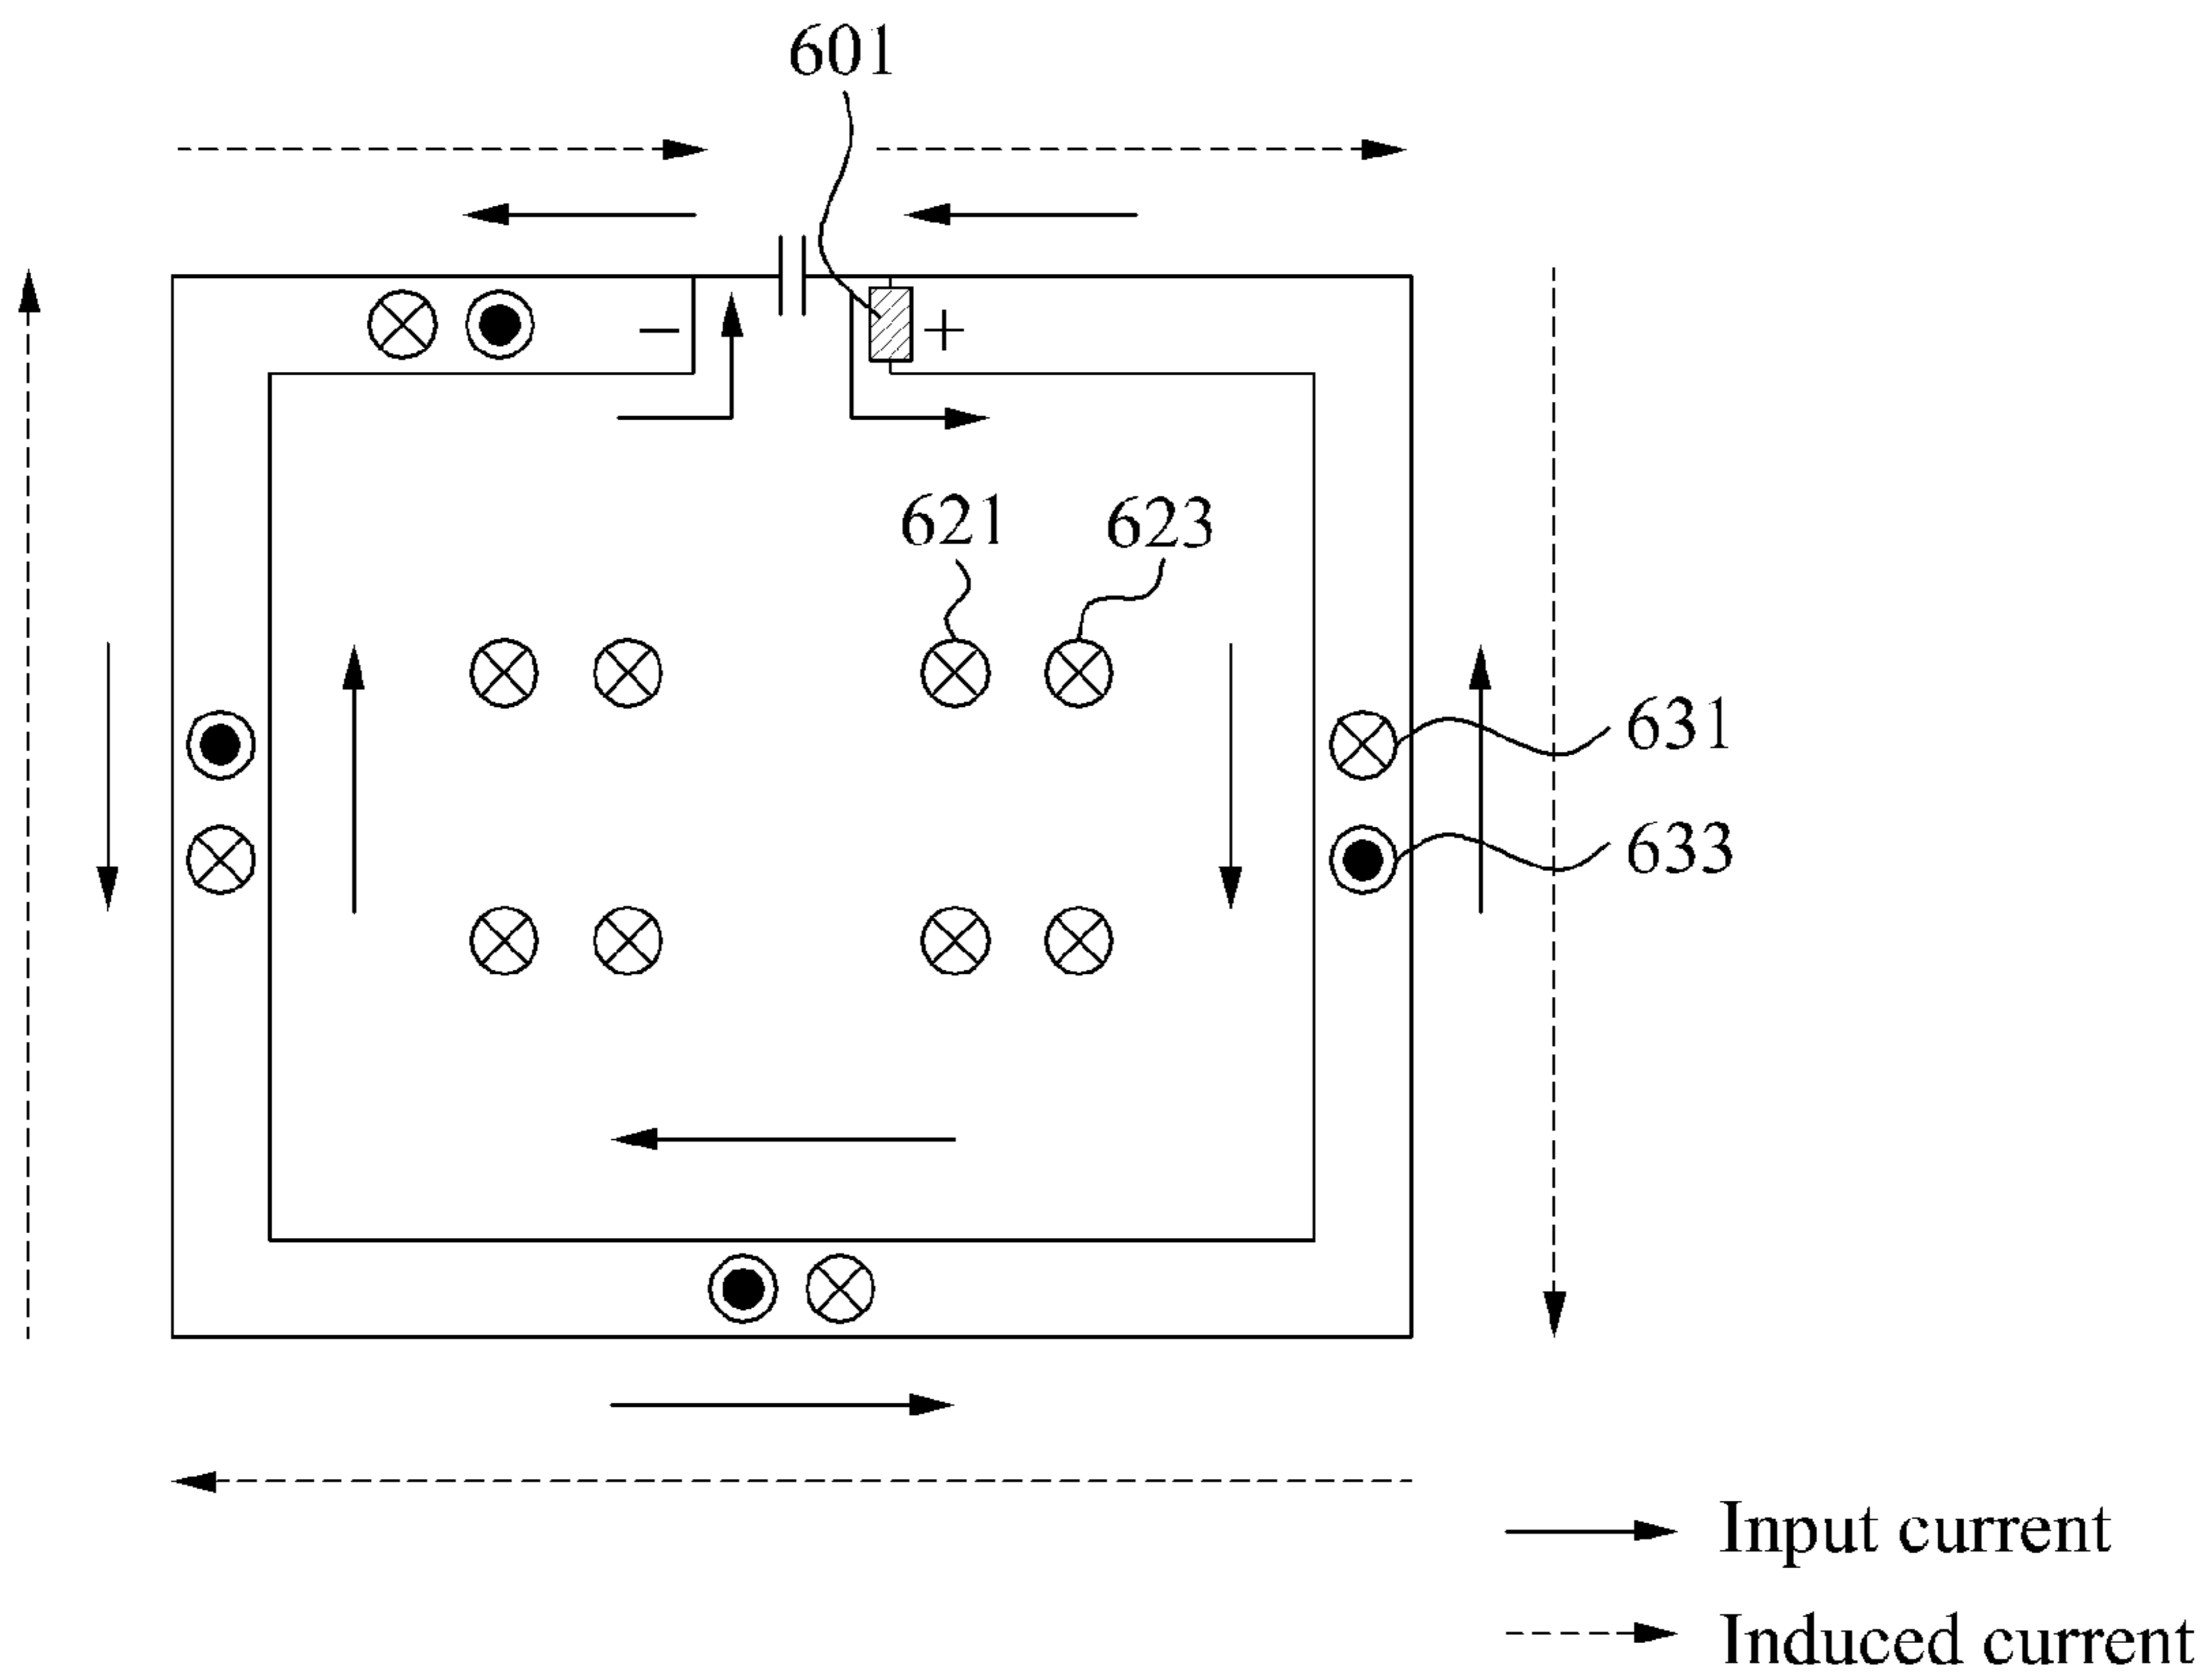 601
− +
621 623
631
633
Input current
Induced current